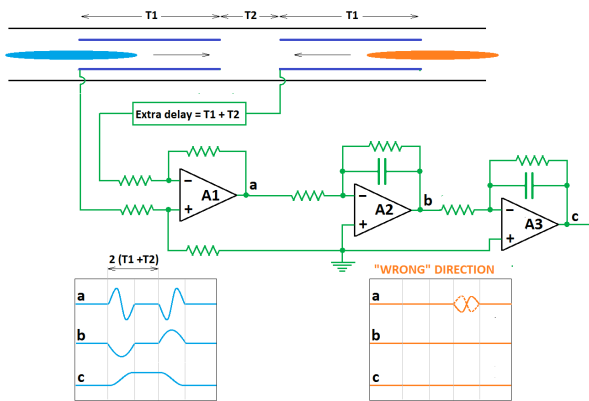 T1 T2 T1
Extra delay = T1 + T2
−
+
A1
a
−
+
A2
b
−
+
A3
c
2 (T1 +T2)
a
b
c
"WRONG" DIRECTION
a
b
c